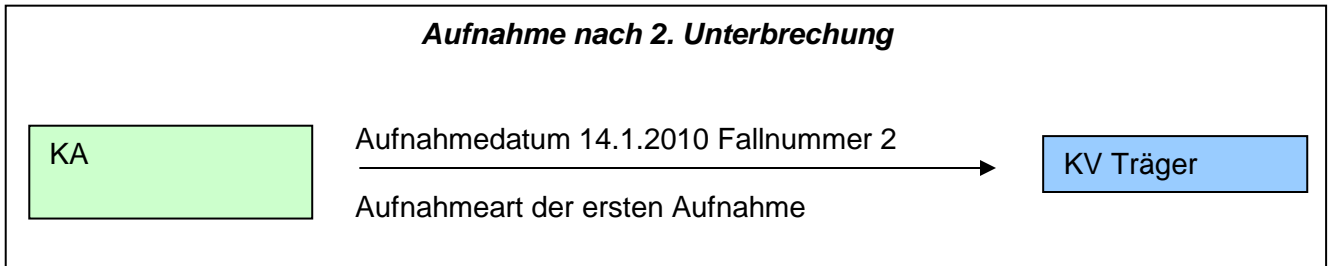 Aufnahme nach 2. Unterbrechung
KA
Aufnahmedatum 14.1.2010 Fallnummer 2
Aufnahmeart der ersten Aufnahme
KV Träger